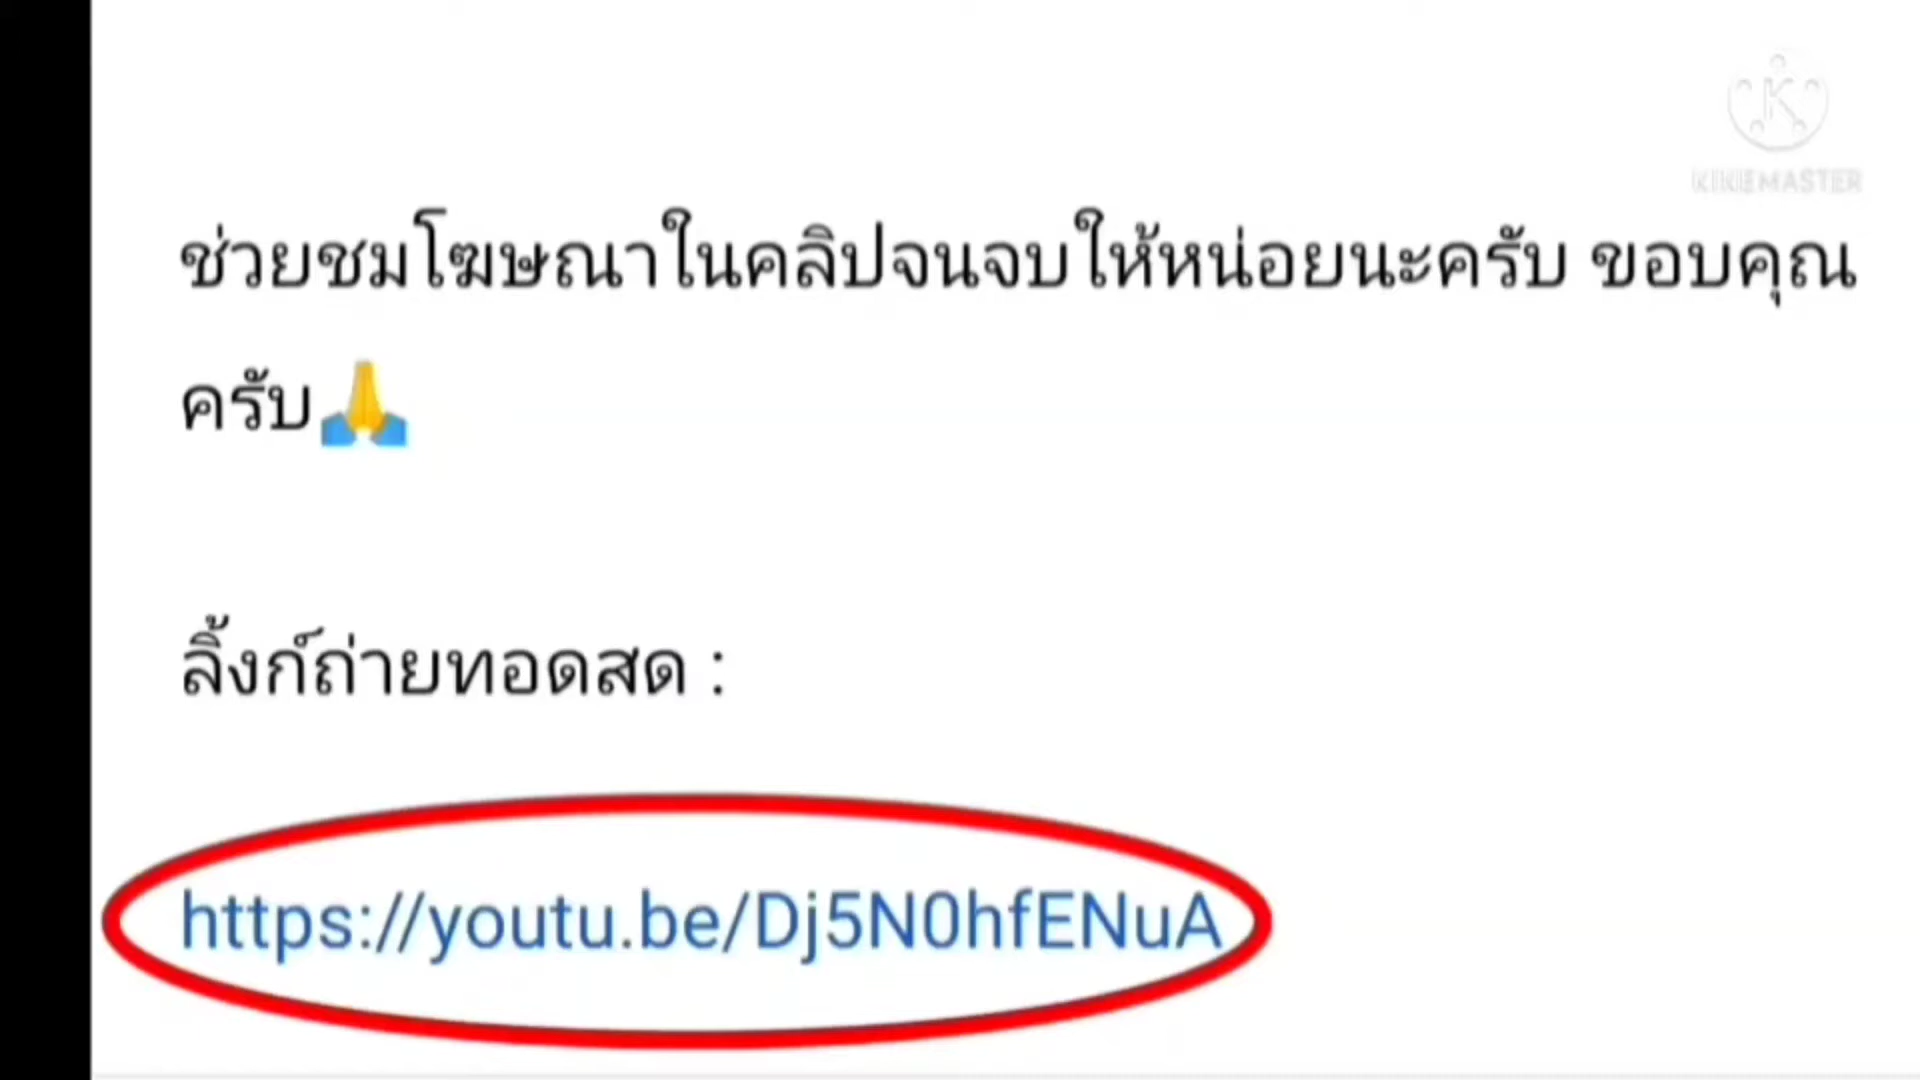 KINEMASTER
ช่วยชมโฆษณาในคลิปจนจบให้หน่อยนะครับ ขอบคุณ
ครับ🙏
ลิ้งก์ถ่ายทอดสด :
https://youtu.be/Dj5N0hfENuA